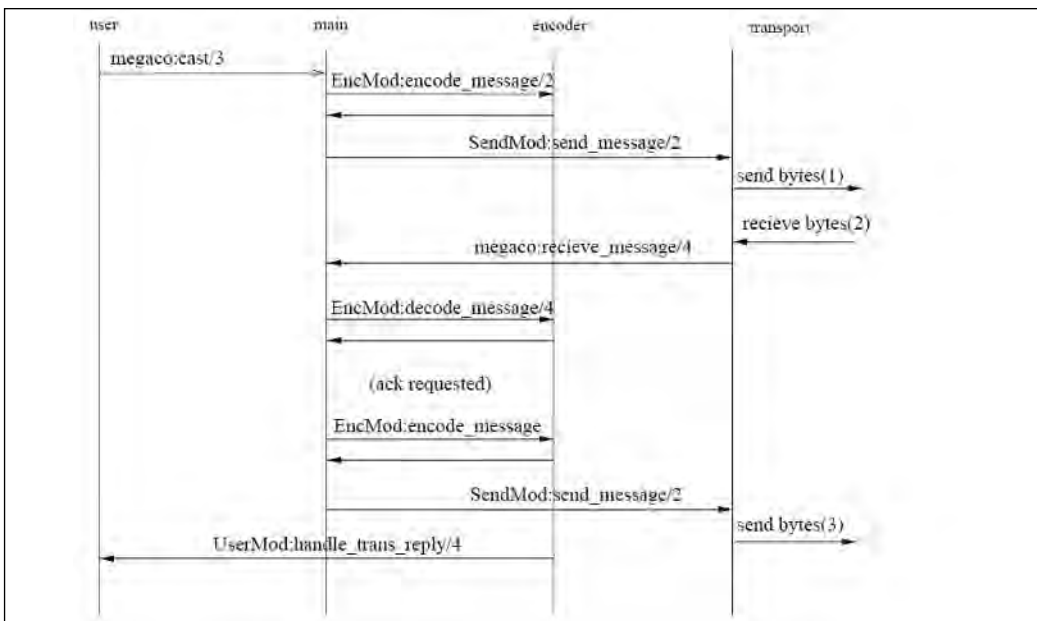 user main encoder transport
megaco:cast/3
EncMod:encode_message/2
SendMod:send_message/2
send bytes(1)
recieve bytes(2)
megaco:recieve_message/4
EncMod:decode_message/4
(ack requested)
EncMod:encode_message
SendMod:send_message/2
send bytes(3)
UserMod:handle_trans_reply/4